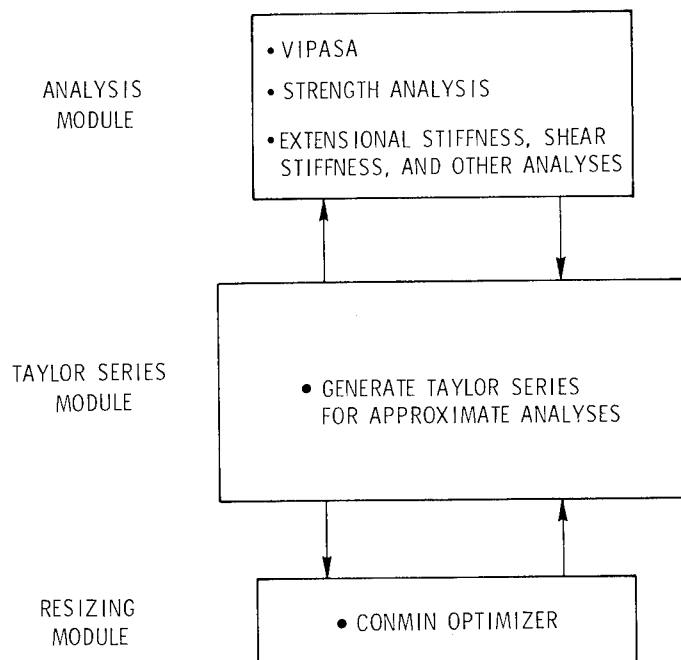 ANALYSIS
MODULE
• VIPASA
• STRENGTH ANALYSIS
• EXTENSIONAL STIFFNESS, SHEAR
STIFFNESS, AND OTHER ANALYSES
TAYLOR SERIES
MODULE
• GENERATE TAYLOR SERIES
FOR APPROXIMATE ANALYSES
RESIZING
MODULE
• CONMIN OPTIMIZER